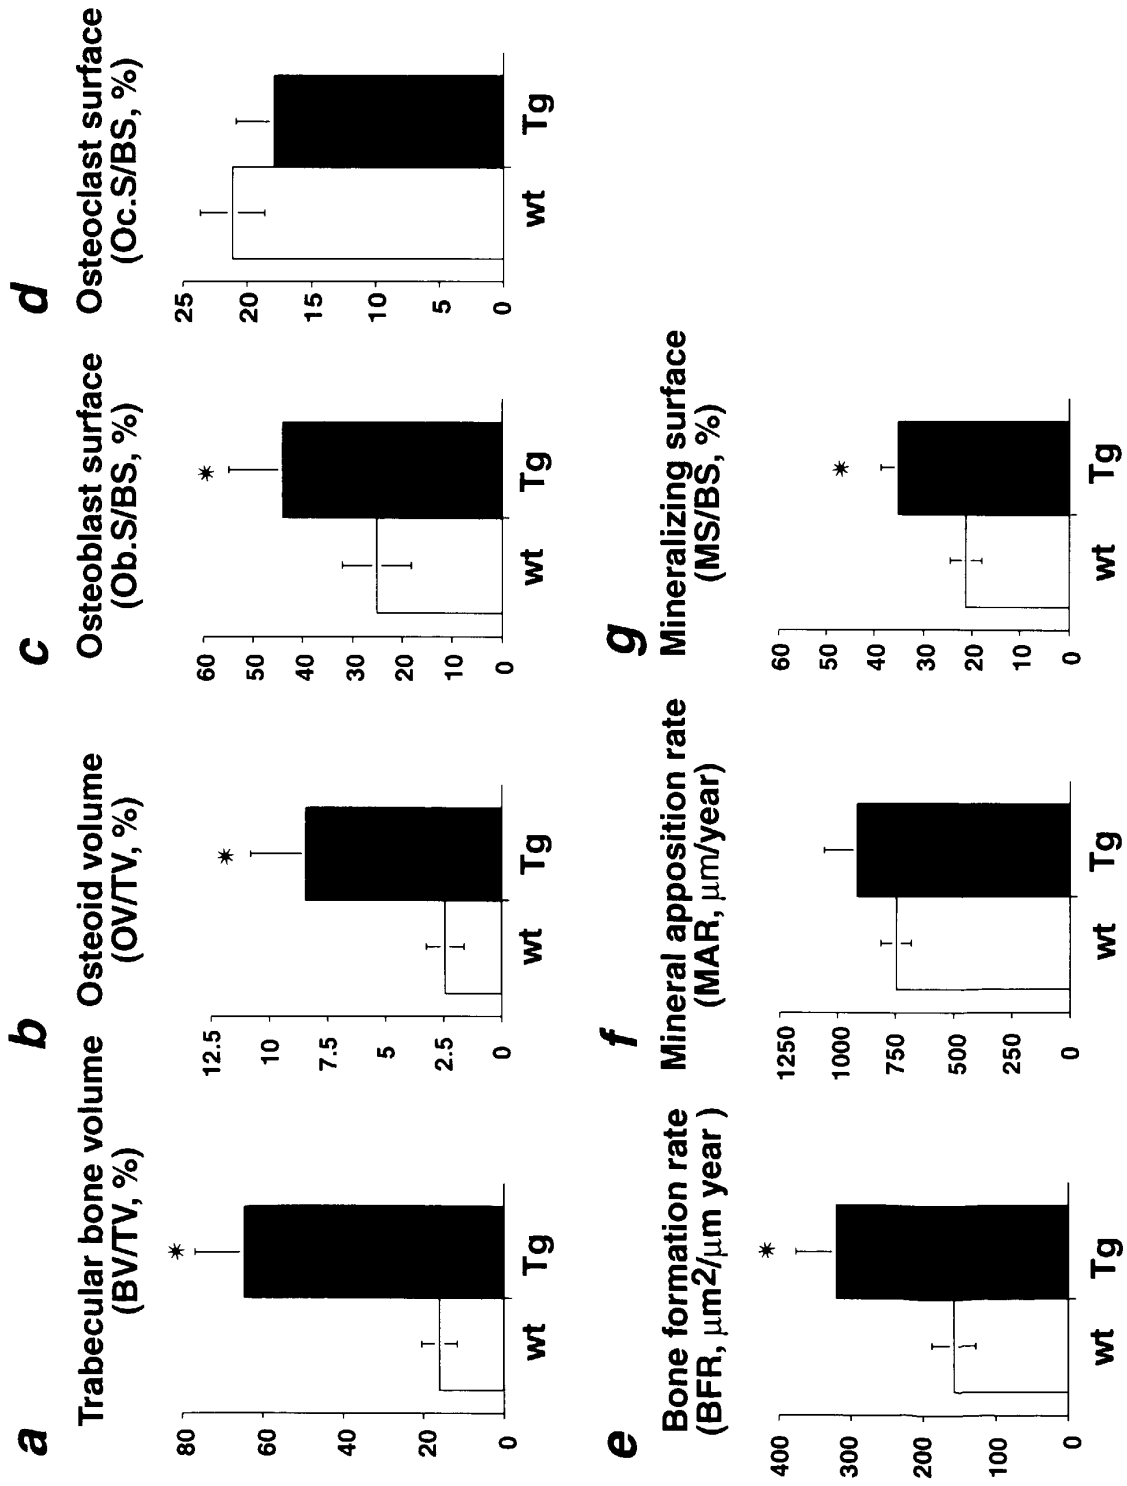 a
Trabecular bone volume
(BV/TV, %)
80
60
40
20
0
wt
Tg
b
Osteoid volume
(OV/TV, %)
12.5
10
7.5
5
2.5
0
wt
Tg
*
*
c
Osteoblast surface
(Ob.S/BS, %)
60
50
40
30
20
10
0
wt
Tg
*
d
Osteoclast surface
(Oc.S/BS, %)
25
20
15
10
5
0
wt
Tg
e
Bone formation rate
(BFR, μm2/μm year )
400
300
200
100
0
wt
Tg
*
f
Mineral apposition rate
(MAR, μm/year)
1250
1000
750
500
250
0
wt
Tg
g
Mineralizing surface
(MS/BS, %)
60
50
40
30
20
10
0
wt
Tg
*